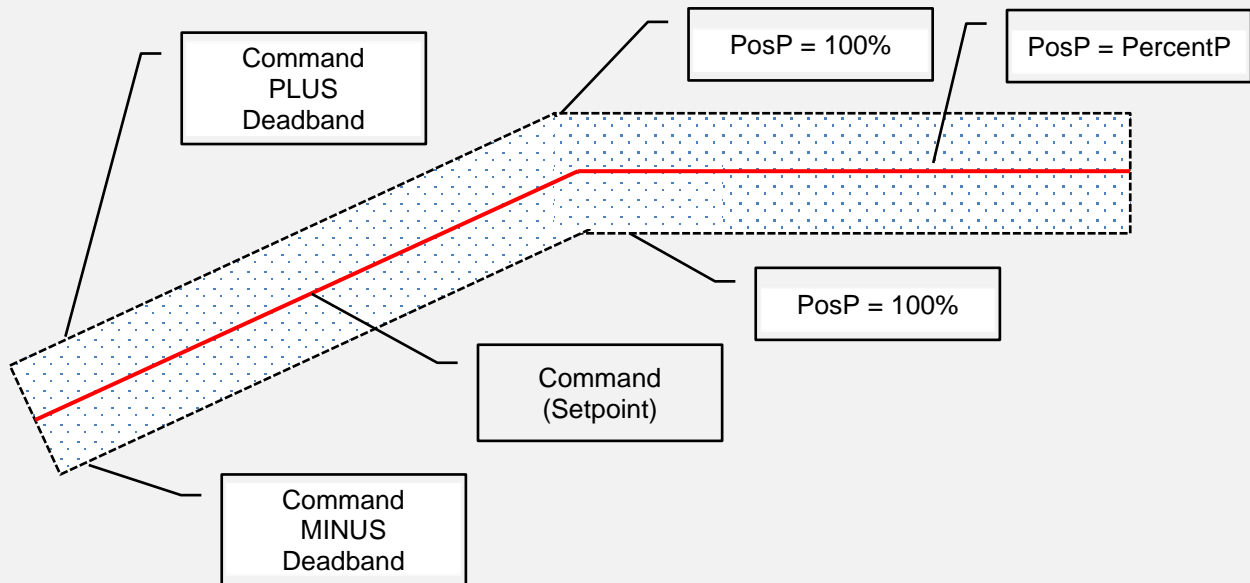 Command
PLUS
Deadband
PosP = 100%
PosP = PercentP
PosP = 100%
Command
(Setpoint)
Command
MINUS
Deadband